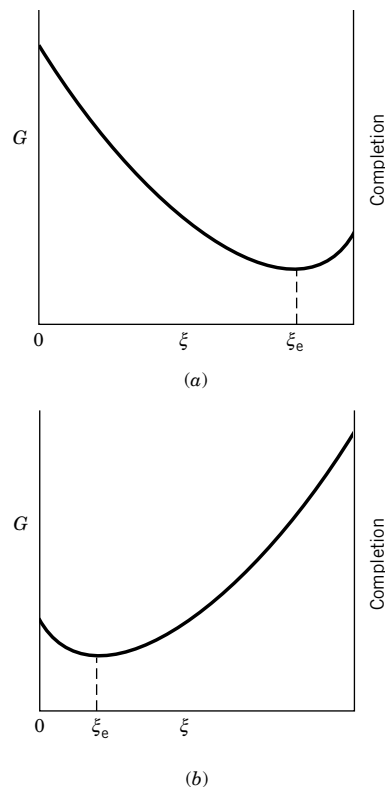 G
Completion
0 ξ ξe
(a)
G
Completion
0 ξe ξ
(b)